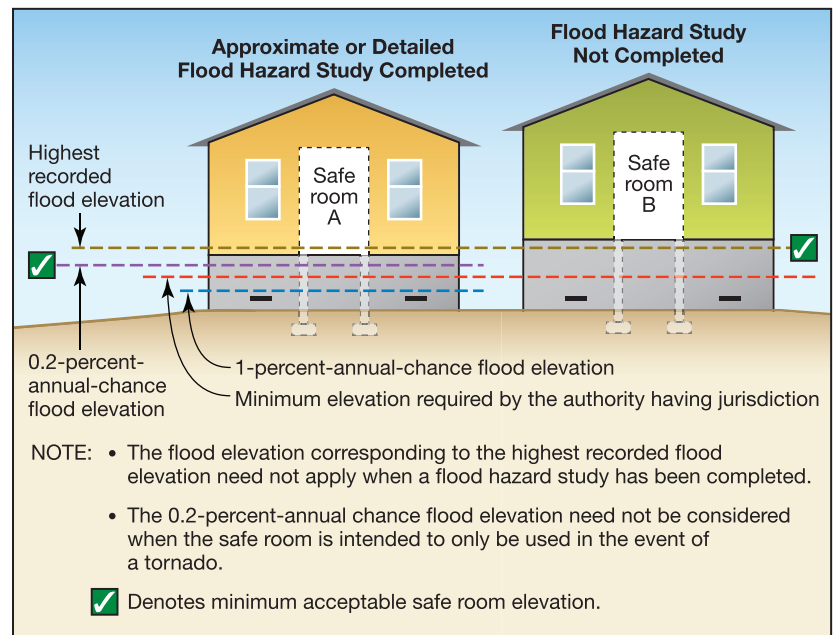 Approximate or Detailed
Flood Hazard Study Completed
Flood Hazard Study
Not Completed
Highest
recorded
flood elevation
Safe
room
A
Safe
room
B
0.2-percent-
annual-chance
flood elevation
1-percent-annual-chance flood elevation
Minimum elevation required by the authority having jurisdiction
NOTE: • The flood elevation corresponding to the highest recorded flood
elevation need not apply when a flood hazard study has been completed.
• The 0.2-percent-annual chance flood elevation need not be considered
when the safe room is intended to only be used in the event of
a tornado.
Denotes minimum acceptable safe room elevation.